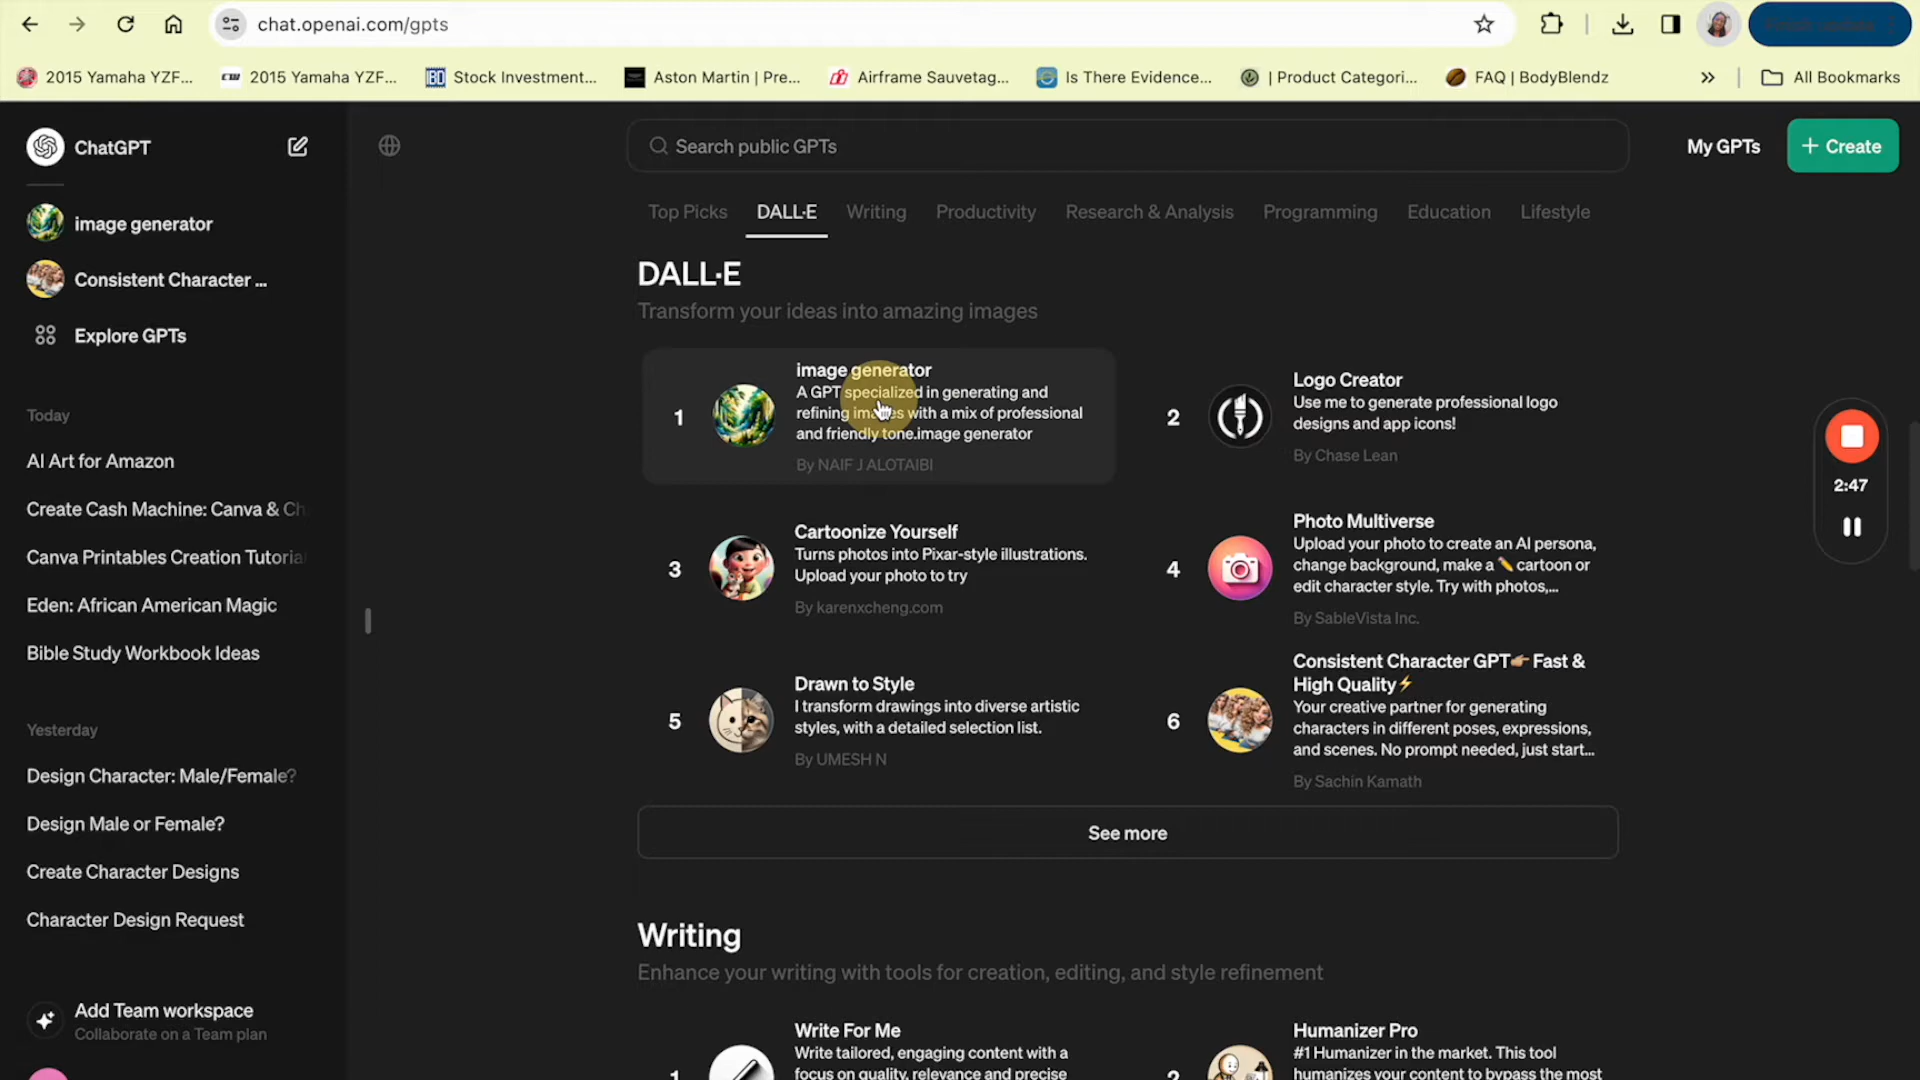 chat.openai.com/gpts
2015 Yamaha YZF...
2015 Yamaha YZF...
Stock Investment...
Aston Martin | Pre...
Airframe Sauvetag...
Is There Evidence...
| Product Categori...
FAQ | BodyBlendz
All Bookmarks
ChatGPT
image generator
Consistent Character ...
Explore GPTs
Today
AI Art for Amazon
Create Cash Machine: Canva & Ch
Canva Printables Creation Tutoria
Eden: African American Magic
Bible Study Workbook Ideas
Yesterday
Design Character: Male/Female?
Design Male or Female?
Create Character Designs
Character Design Request
Add Team workspace
Collaborate on a Team plan
Search public GPTs
My GPTs
+ Create
Top Picks
DALL·E
Writing
Productivity
Research & Analysis
Programming
Education
Lifestyle
DALL·E
Transform your ideas into amazing images
1
image generator
A GPT specialized in generating and
refining images with a mix of professional
and friendly tone.image generator
By NAIF J ALOTAIBI
2
Logo Creator
Use me to generate professional logo
designs and app icons!
By Chase Lean
3
Cartoonize Yourself
Turns photos into Pixar-style illustrations.
Upload your photo to try
By karenxcheng.com
4
Photo Multiverse
Upload your photo to create an AI persona,
change background, make a ✏️ cartoon or
edit character style. Try with photos,...
By SableVista Inc.
5
Drawn to Style
I transform drawings into diverse artistic
styles, with a detailed selection list.
By UMESH N
6
Consistent Character GPT👉🏼 Fast &
High Quality⚡
Your creative partner for generating
characters in different poses, expressions,
and scenes. No prompt needed, just start...
By Sachin Kamath
See more
Writing
Enhance your writing with tools for creation, editing, and style refinement
1
Write For Me
Write tailored, engaging content with a
focus on quality, relevance and precise
2
Humanizer Pro
#1 Humanizer in the market. This tool
humanizes your content to bypass the most
2:47